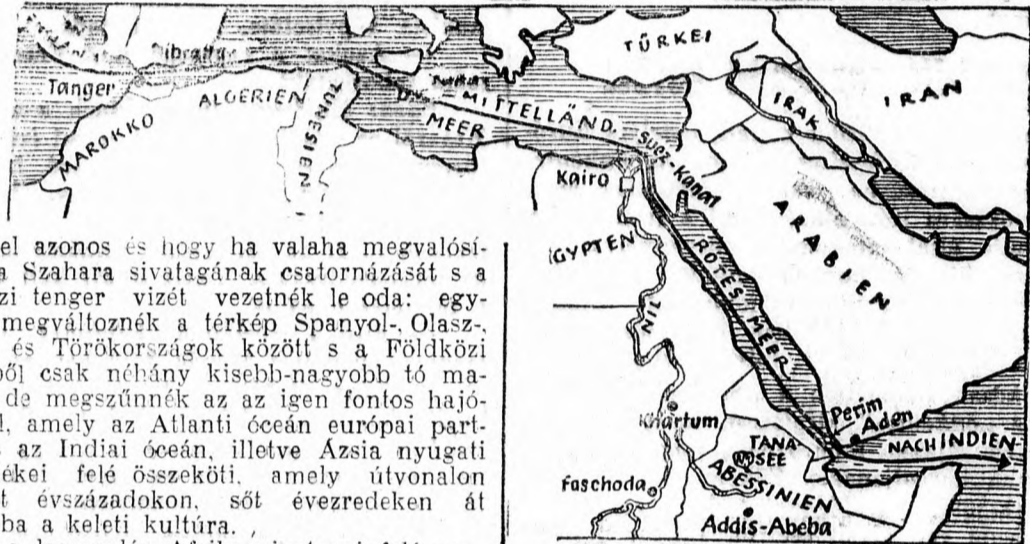 TÜRKEI
IRAN
IRAK
Tanger
ALGERIEN
TUNESIEN
MAROKKO
MITTELLÄND.
MEER
Suez-Kanal
Kairo
ARABIEN
ROTES MEER
NIL
Khartum
Perim
Aden
NACH INDIEN
TANA-
SEE
ABESSINIEN
Faschoda
Addis-Abeba
el azonos és hogy ha valaha megvalósí-
a Szahara sivatagának csatornázását s a
zi tenger vizét vezetnék le oda: egy-
megváltoznék a térkép Spanyol-, Olasz-,
és Törökországok között s a Földközi
ből csak néhány kisebb-nagyobb tó ma-
de megszűnnék az az igen fontos hajó-
l, amely az Atlanti óceán európai part-
az Indiai óceán, illetve Ázsia nyugati
ékei felé összeköti, amely útvonalon
t évszázadokon, sőt évezredeken át
ba a keleti kultúra.